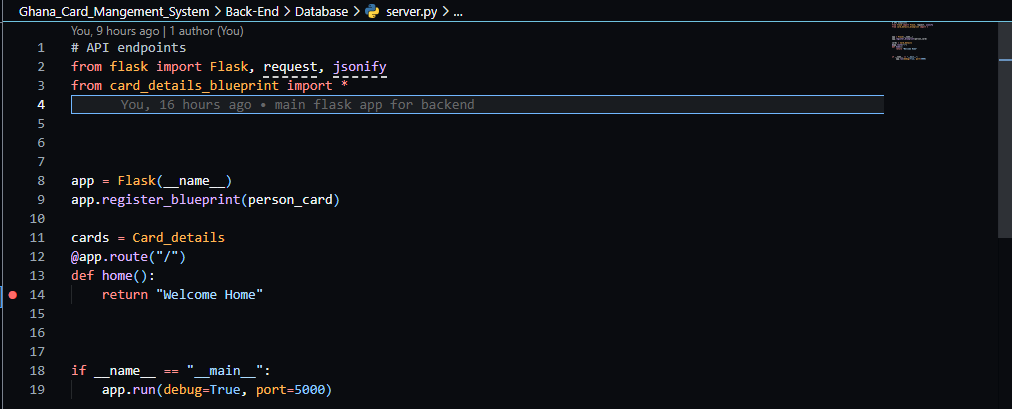 Ghana_Card_Mangement_System > Back-End > Database > server.py > ...
You, 9 hours ago | 1 author (You)
1 # API endpoints
2 from flask import Flask, request, jsonify
3 from card_details_blueprint import *
4 You, 16 hours ago • main flask app for backend
5
6
7
8 app = Flask(__name__)
9 app.register_blueprint(person_card)
10
11 cards = Card_details
12 @app.route("/")
13 def home():
14 return "Welcome Home"
15
16
17
18 if __name__ == "__main__":
19 app.run(debug=True, port=5000)